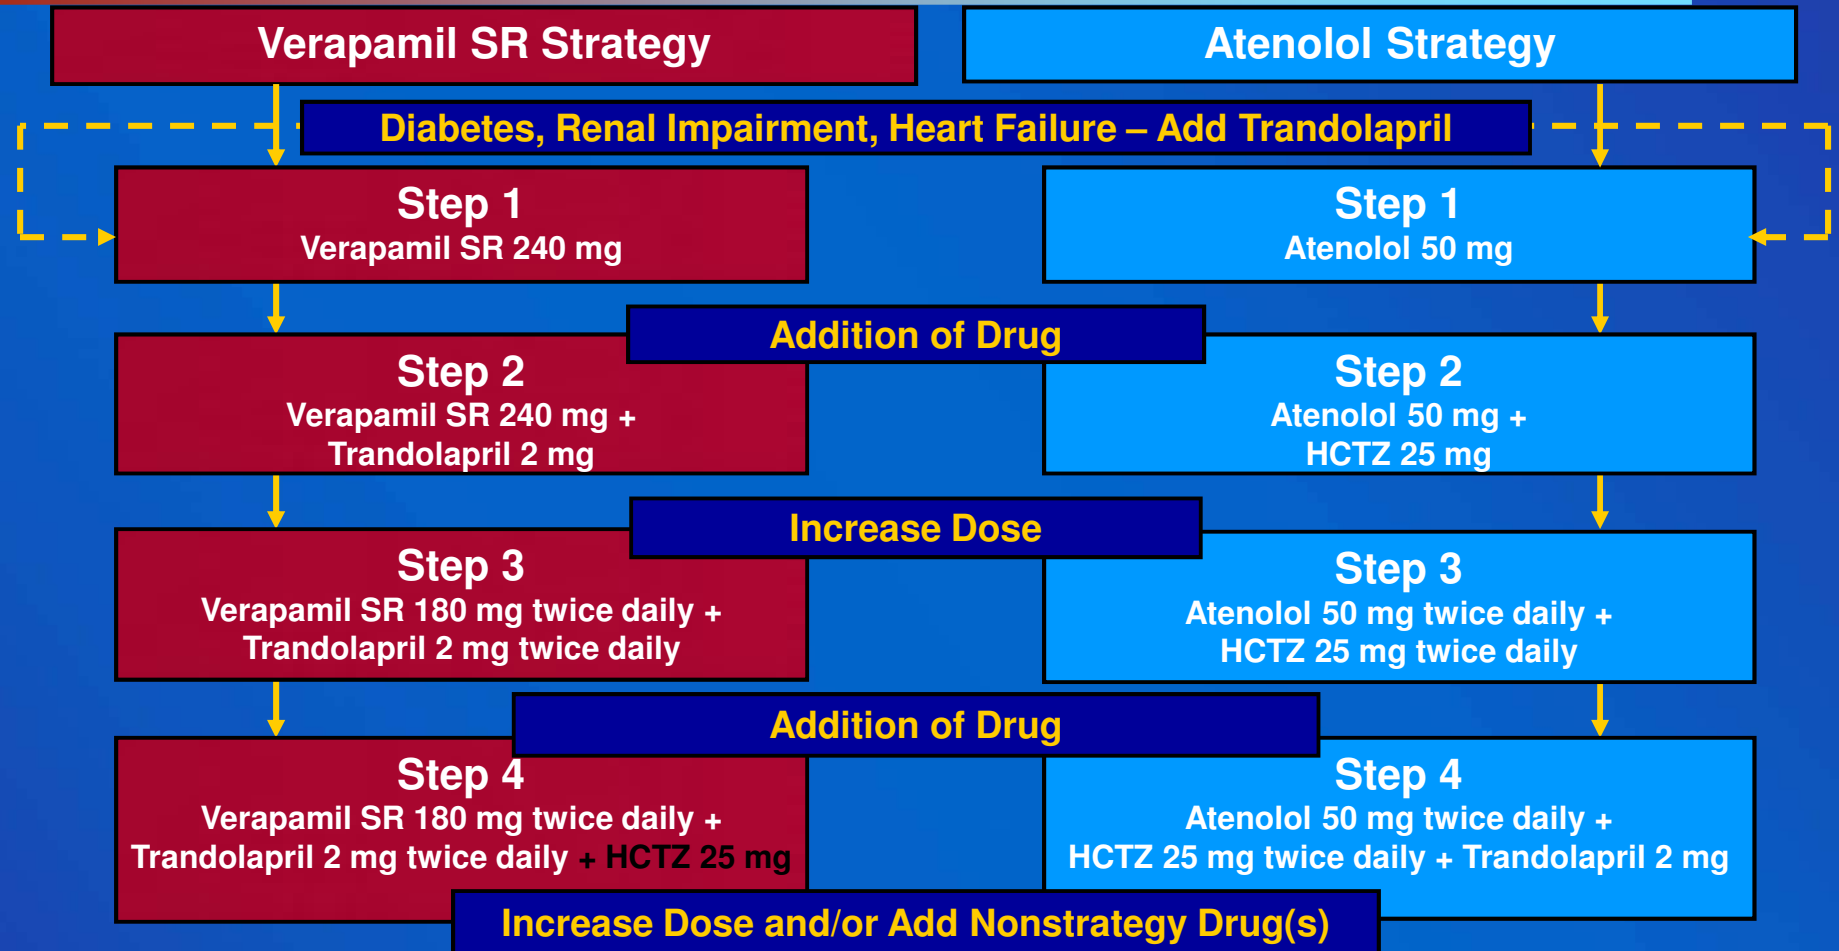 Verapamil SR Strategy
Atenolol Strategy
Diabetes, Renal Impairment, Heart Failure – Add Trandolapril
Step 1
Verapamil SR 240 mg
Step 1
Atenolol 50 mg
Addition of Drug
Step 2
Verapamil SR 240 mg +
Trandolapril 2 mg
Step 2
Atenolol 50 mg +
HCTZ 25 mg
Increase Dose
Step 3
Verapamil SR 180 mg twice daily +
Trandolapril 2 mg twice daily
Step 3
Atenolol 50 mg twice daily +
HCTZ 25 mg twice daily
Addition of Drug
Step 4
Verapamil SR 180 mg twice daily +
Trandolapril 2 mg twice daily + HCTZ 25 mg
Step 4
Atenolol 50 mg twice daily +
HCTZ 25 mg twice daily + Trandolapril 2 mg
Increase Dose and/or Add Nonstrategy Drug(s)